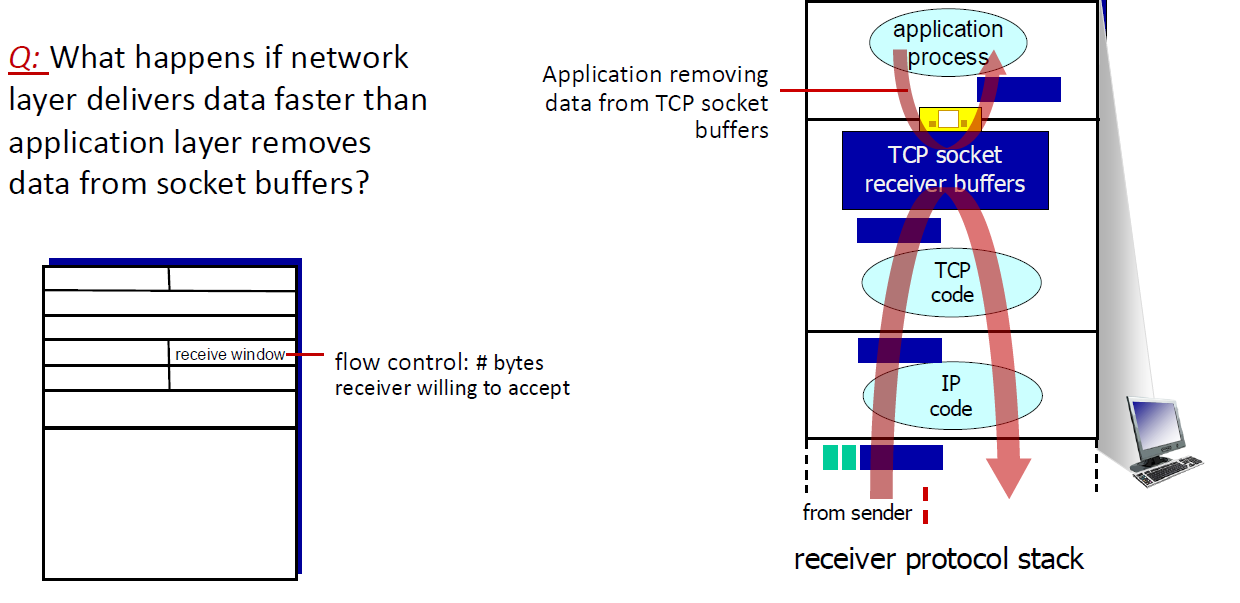 Q: What happens if network
layer delivers data faster than
application layer removes
data from socket buffers?
receive window
flow control: # bytes
receiver willing to accept
Application removing
data from TCP socket
buffers
application
process
TCP socket
receiver buffers
TCP
code
IP
code
from sender
receiver protocol stack